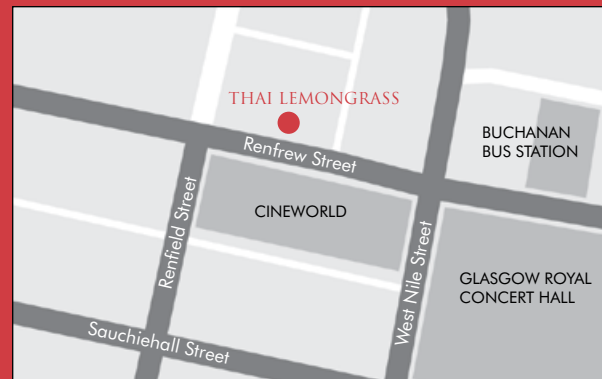 THAI LEMONGRASS
Renfrew Street
BUCHANAN
BUS STATION
CINEWORLD
Renfield Street
West Nile Street
GLASGOW ROYAL
CONCERT HALL
Sauchiehall Street